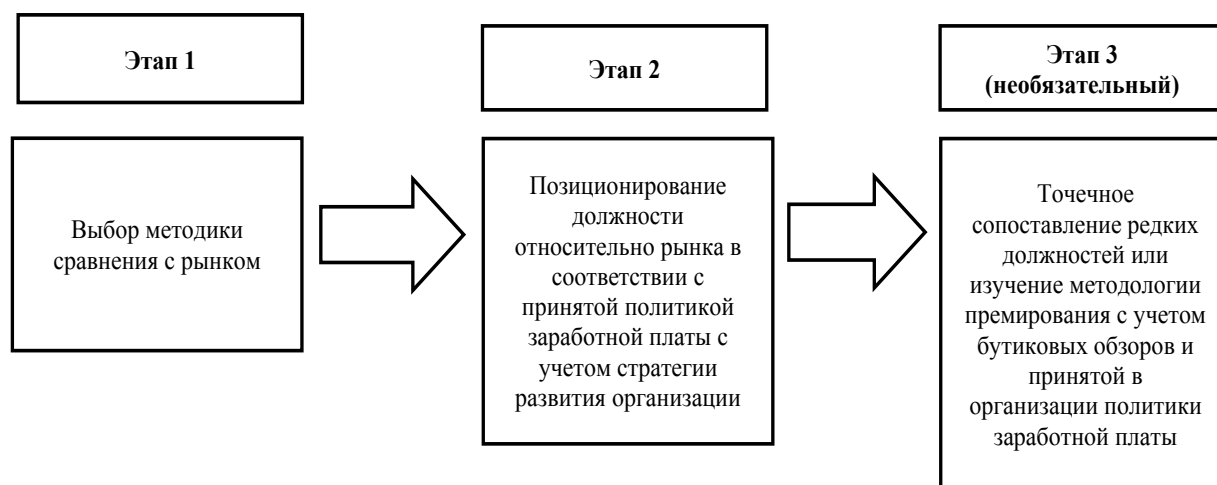 Этап 1
Выбор методики
сравнения с рынком
Этап 2
Позиционирование
должности
относительно рынка в
соответствии с
принятой политикой
заработной платы с
учетом стратегии
развития организации
Этап 3
(необязательный)
Точечное
сопоставление редких
должностей или
изучение методологии
премирования с учетом
бутиковых обзоров и
принятой в
организации политики
заработной платы